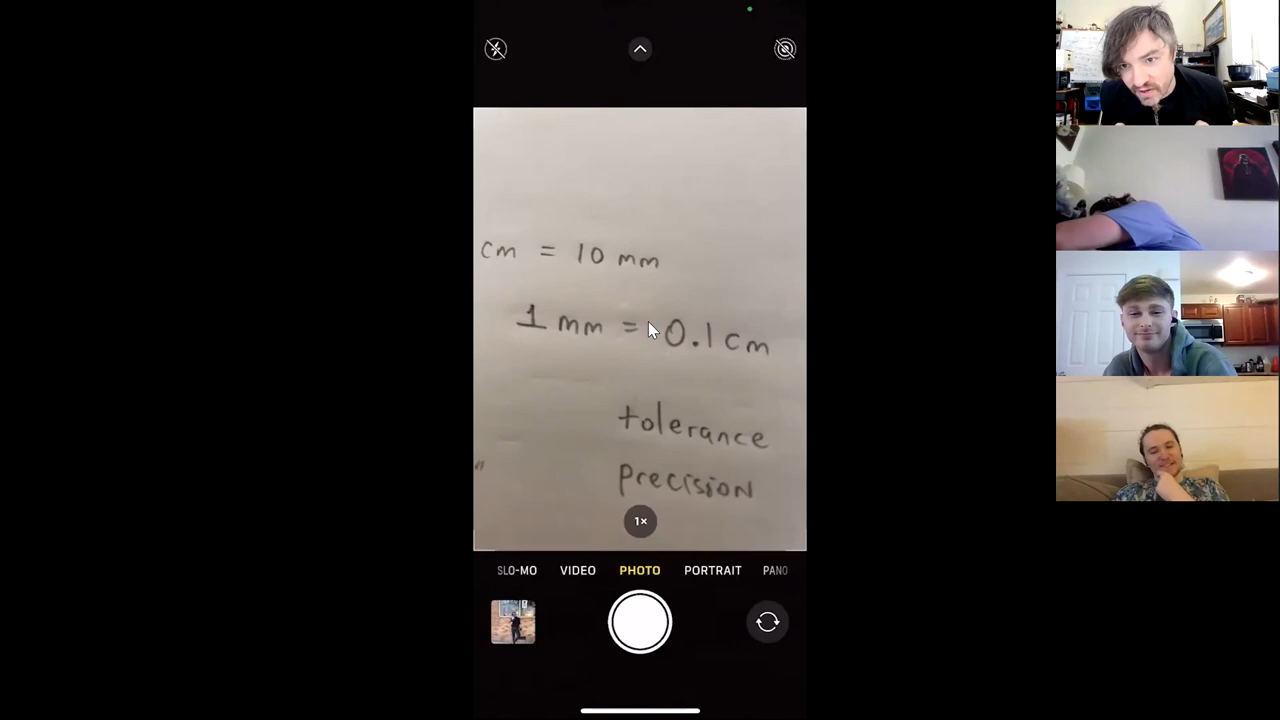 cm = 10 mm
1 mm = 0.1 cm
tolerance
"
precision
1×
SLO-MO VIDEO PHOTO PORTRAIT PANO